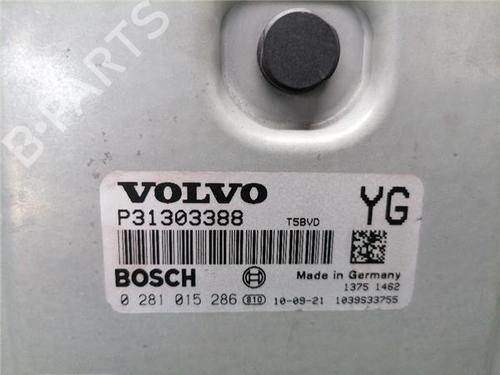 B-PARTS
VOLVO
P31303388 T5BVD
YG
BOSCH
Made in Germany
1375 1462
0 281 015 286 810 10-09-21 1039S33755